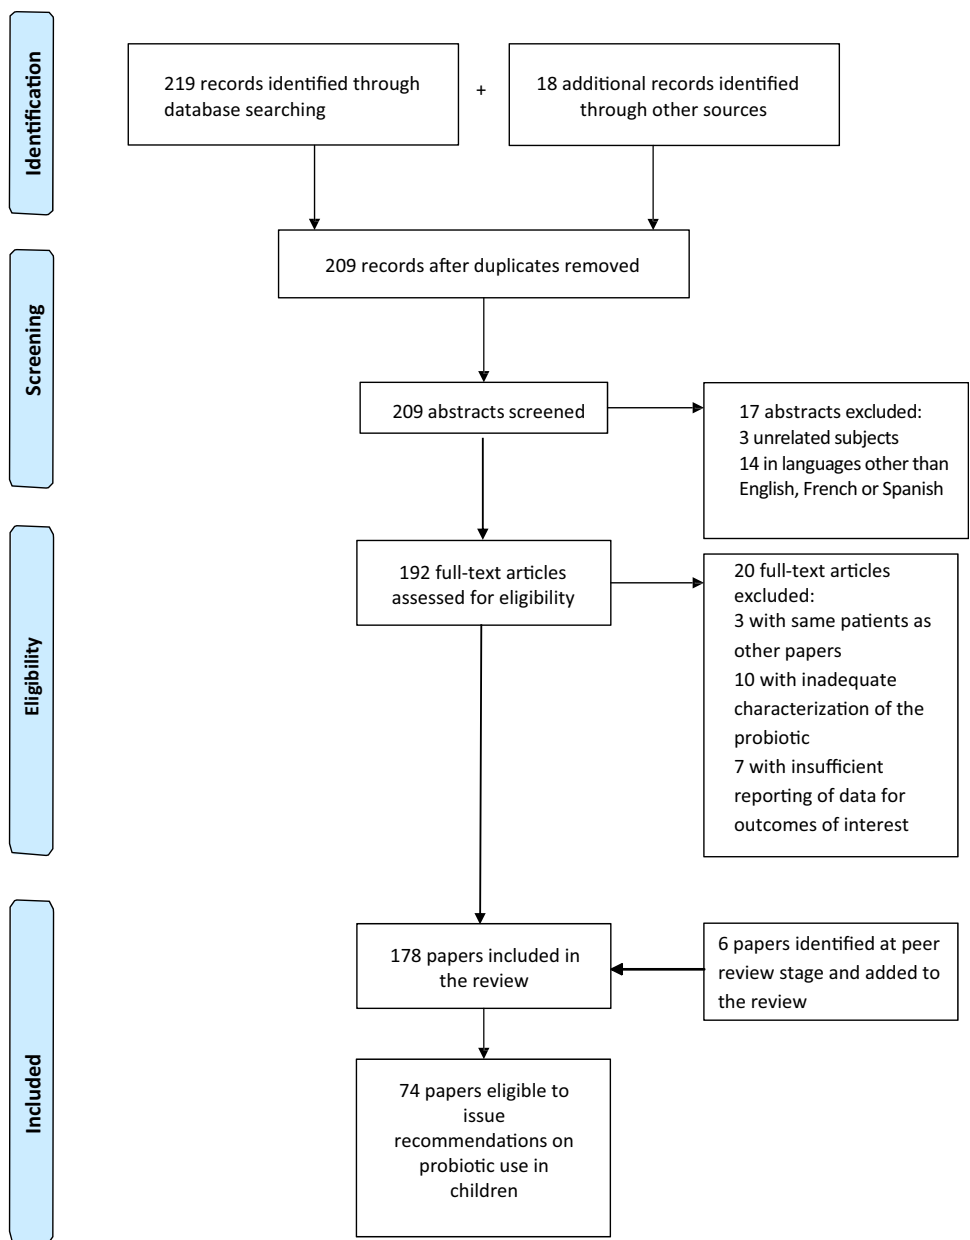 Identification
219 records identified through
database searching
+
18 additional records identified
through other sources
209 records after duplicates removed
Screening
209 abstracts screened
17 abstracts excluded:
3 unrelated subjects
14 in languages other than
English, French or Spanish
Eligibility
192 full-text articles
assessed for eligibility
20 full-text articles
excluded:
3 with same patients as
other papers
10 with inadequate
characterization of the
probiotic
7 with insufficient
reporting of data for
outcomes of interest
Included
178 papers included in
the review
6 papers identified at peer
review stage and added to
the review
74 papers eligible to
issue
recommendations on
probiotic use in
children